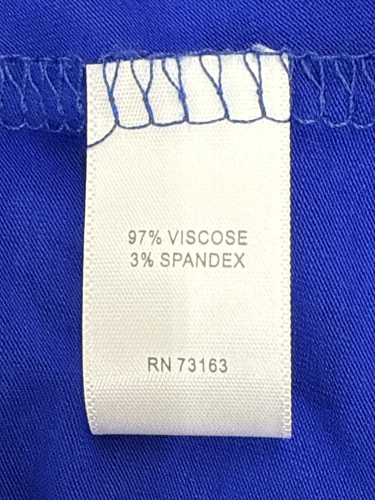 97% VISCOSE
3% SPANDEX
RN 73163